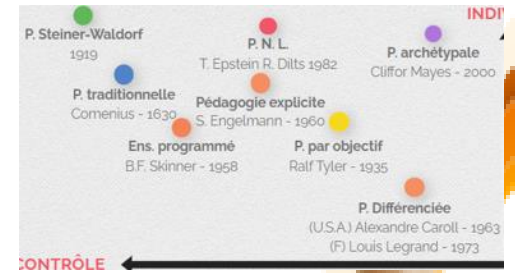 INDI
P. Steiner-Waldorf
1919
P. N. L.
T. Epstein R. Dilts 1982
P. archétypale
Cliffor Mayes - 2000
P. traditionnelle
Comenius - 1630
Pédagogie explicite
S. Engelmann - 1960
Ens. programmé
B.F. Skinner - 1958
P. par objectif
Ralf Tyler - 1935
P. Différenciée
(U.S.A.) Alexandre Caroll - 1963
(F) Louis Legrand - 1973
CONTRÔLE